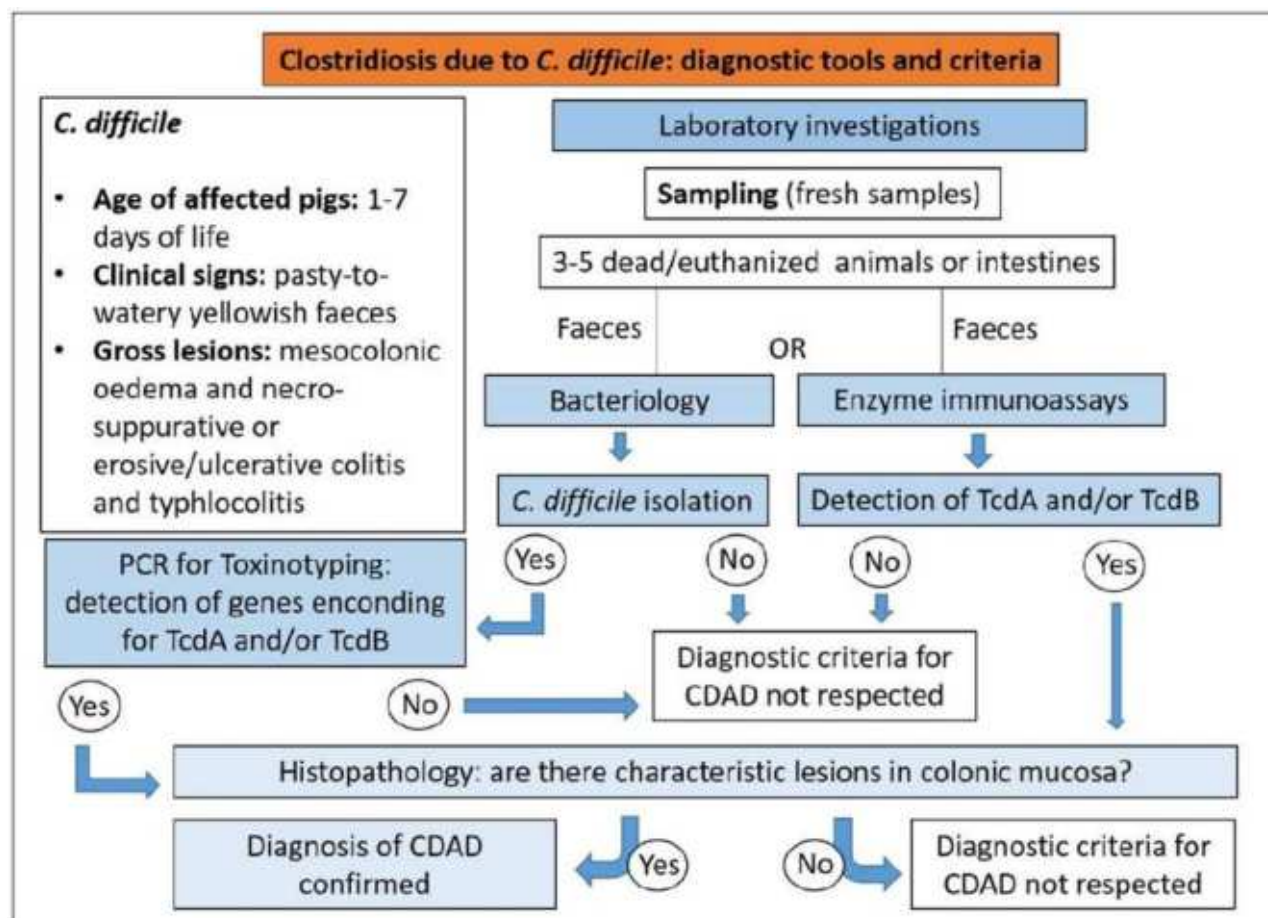 Clostridiosis due to C. difficile: diagnostic tools and criteria
C. difficile
• Age of affected pigs: 1-7
days of life
• Clinical signs: pasty-to-
watery yellowish faeces
• Gross lesions: mesocolonic
oedema and necro-
suppurative or
erosive/ulcerative colitis
and typhlocolitis
Laboratory investigations
Sampling (fresh samples)
3-5 dead/euthanized animals or intestines
Faeces
OR
Faeces
Bacteriology
Enzyme immunoassays
C. difficile isolation
Detection of TcdA and/or TcdB
Yes
No
No
Yes
PCR for Toxinotyping:
detection of genes enconding
for TcdA and/or TcdB
Diagnostic criteria for
CDAD not respected
Yes
No
Histopathology: are there characteristic lesions in colonic mucosa?
Diagnosis of CDAD
confirmed
Yes
No
Diagnostic criteria for
CDAD not respected